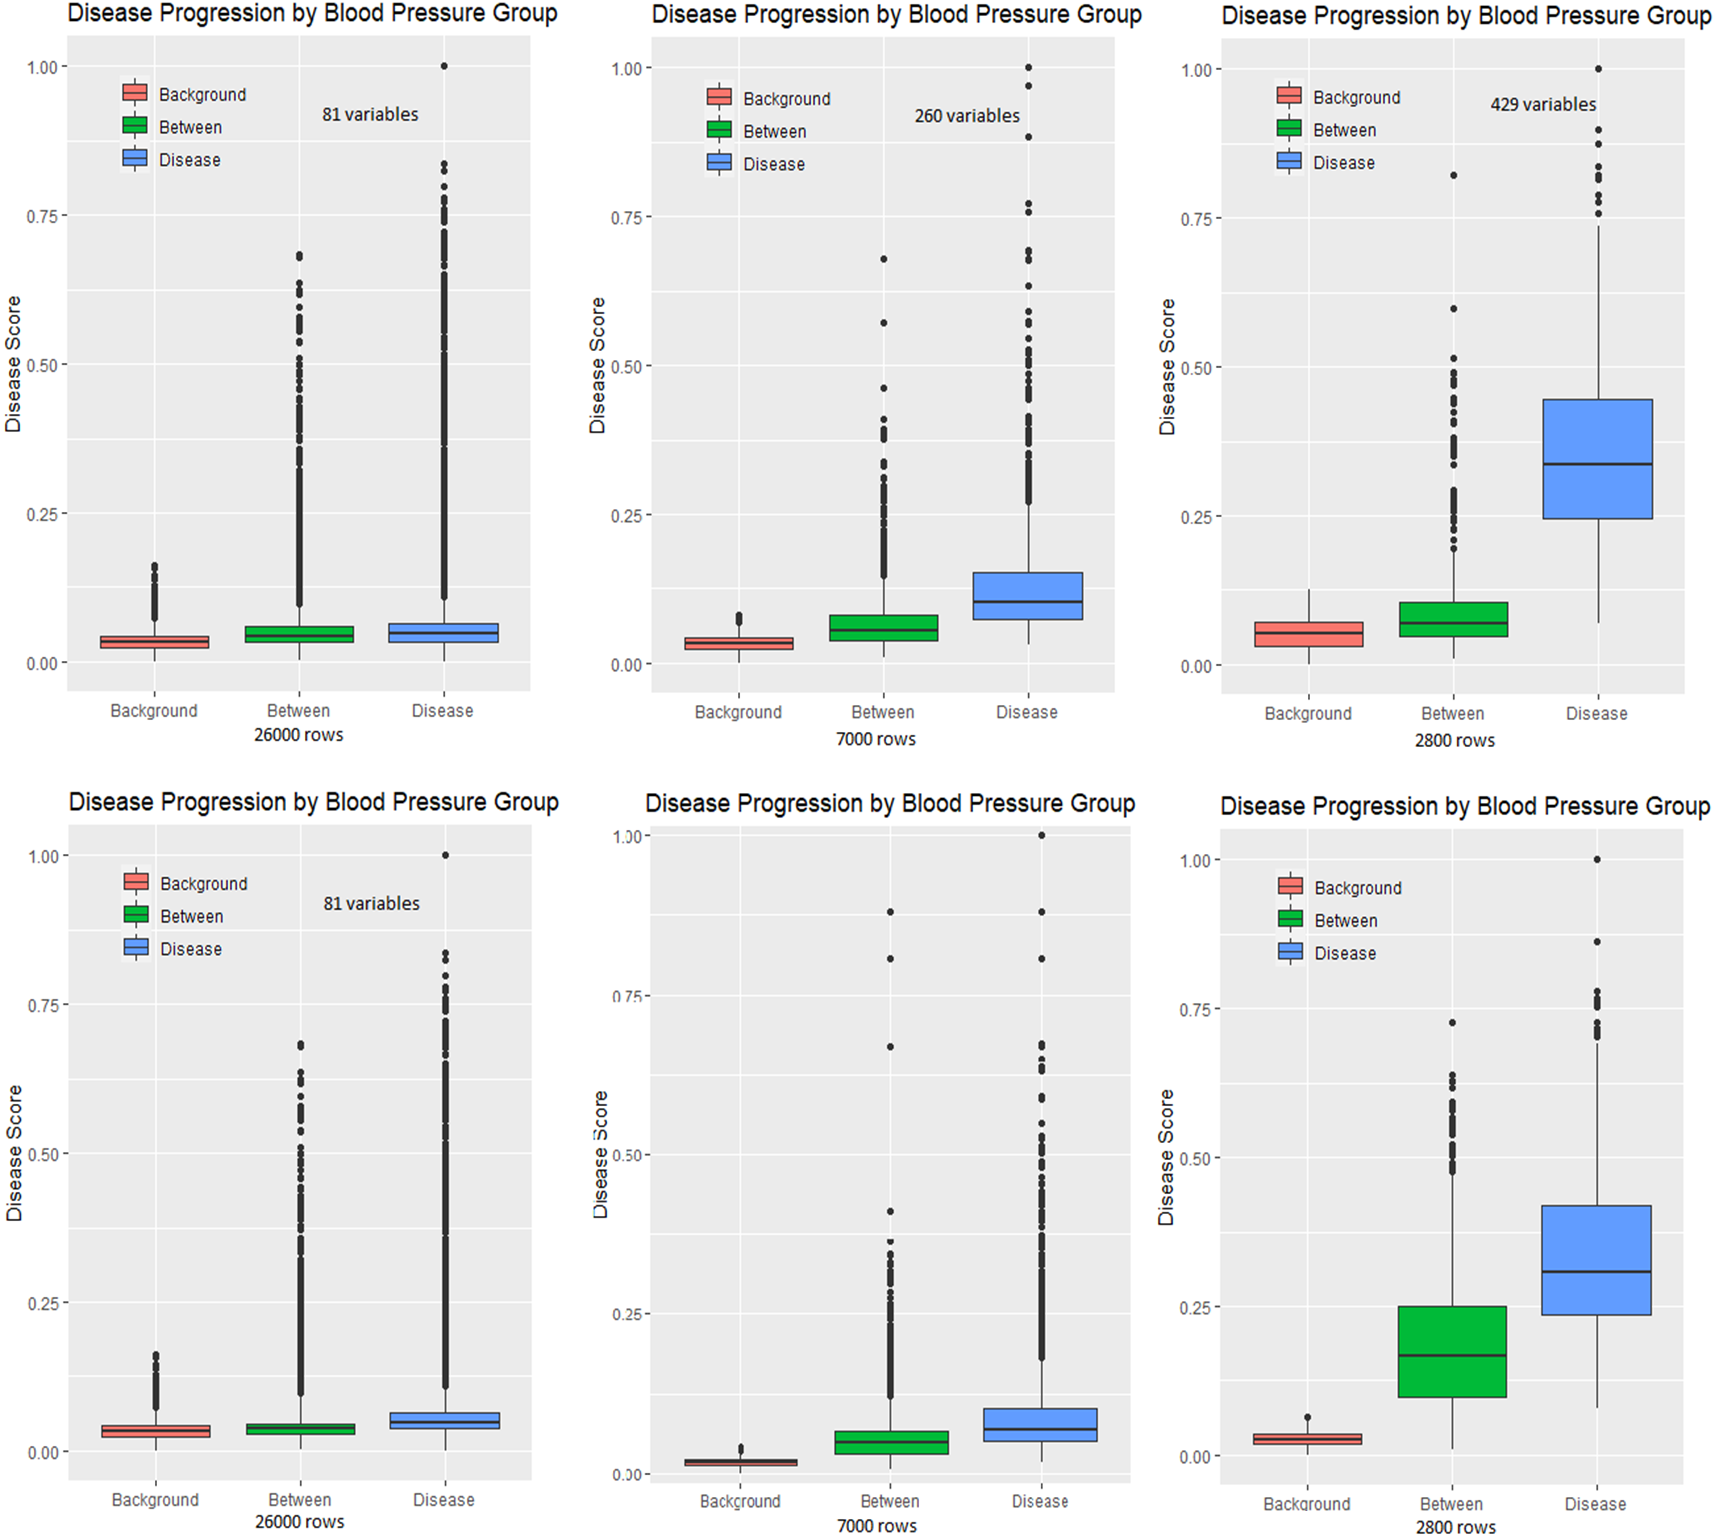 Disease Progression by Blood Pressure Group
1.00
Background
81 variables
Between
Disease
0.75
0.50
Disease Score
0.25
0.00
Background Between Disease
26000 rows
Disease Progression by Blood Pressure Group
1.00
Background
260 variables
Between
Disease
0.75
0.50
Disease Score
0.25
0.00
Background Between Disease
7000 rows
Disease Progression by Blood Pressure Group
1.00
Background
429 variables
Between
Disease
0.75
0.50
Disease Score
0.25
0.00
Background Between Disease
2800 rows
Disease Progression by Blood Pressure Group
1.00
Background
81 variables
Between
Disease
0.75
0.50
Disease Score
0.25
0.00
Background Between Disease
26000 rows
Disease Progression by Blood Pressure Group
1.00
0.75
0.50
Disease Score
0.25
0.00
Background Between Disease
7000 rows
Disease Progression by Blood Pressure Group
1.00
Background
Between
Disease
0.75
0.50
Disease Score
0.25
0.00
Background Between Disease
2800 rows